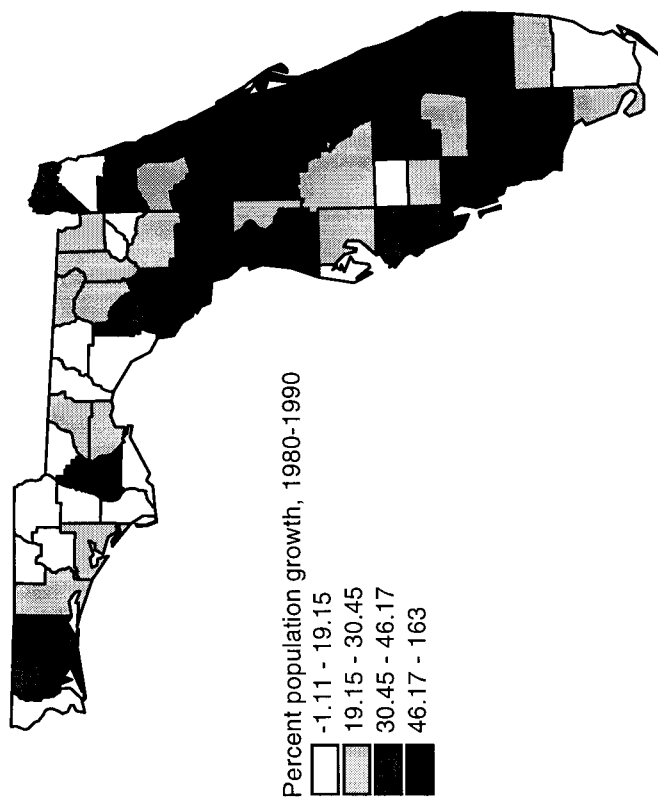 Percent population growth, 1980-1990
-1.11 - 19.15
19.15 - 30.45
30.45 - 46.17
46.17 - 163